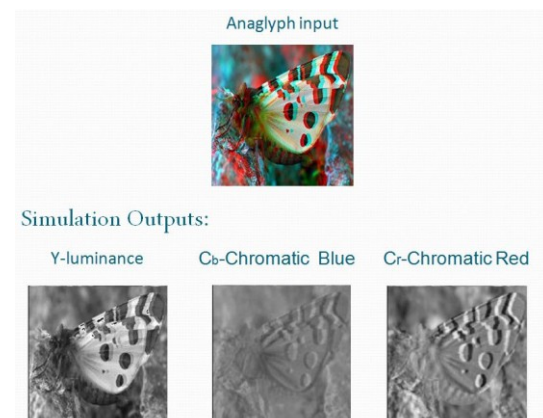 Anaglyph input
Simulation Outputs:
Y-luminance Cb-Chromatic Blue Cr-Chromatic Red